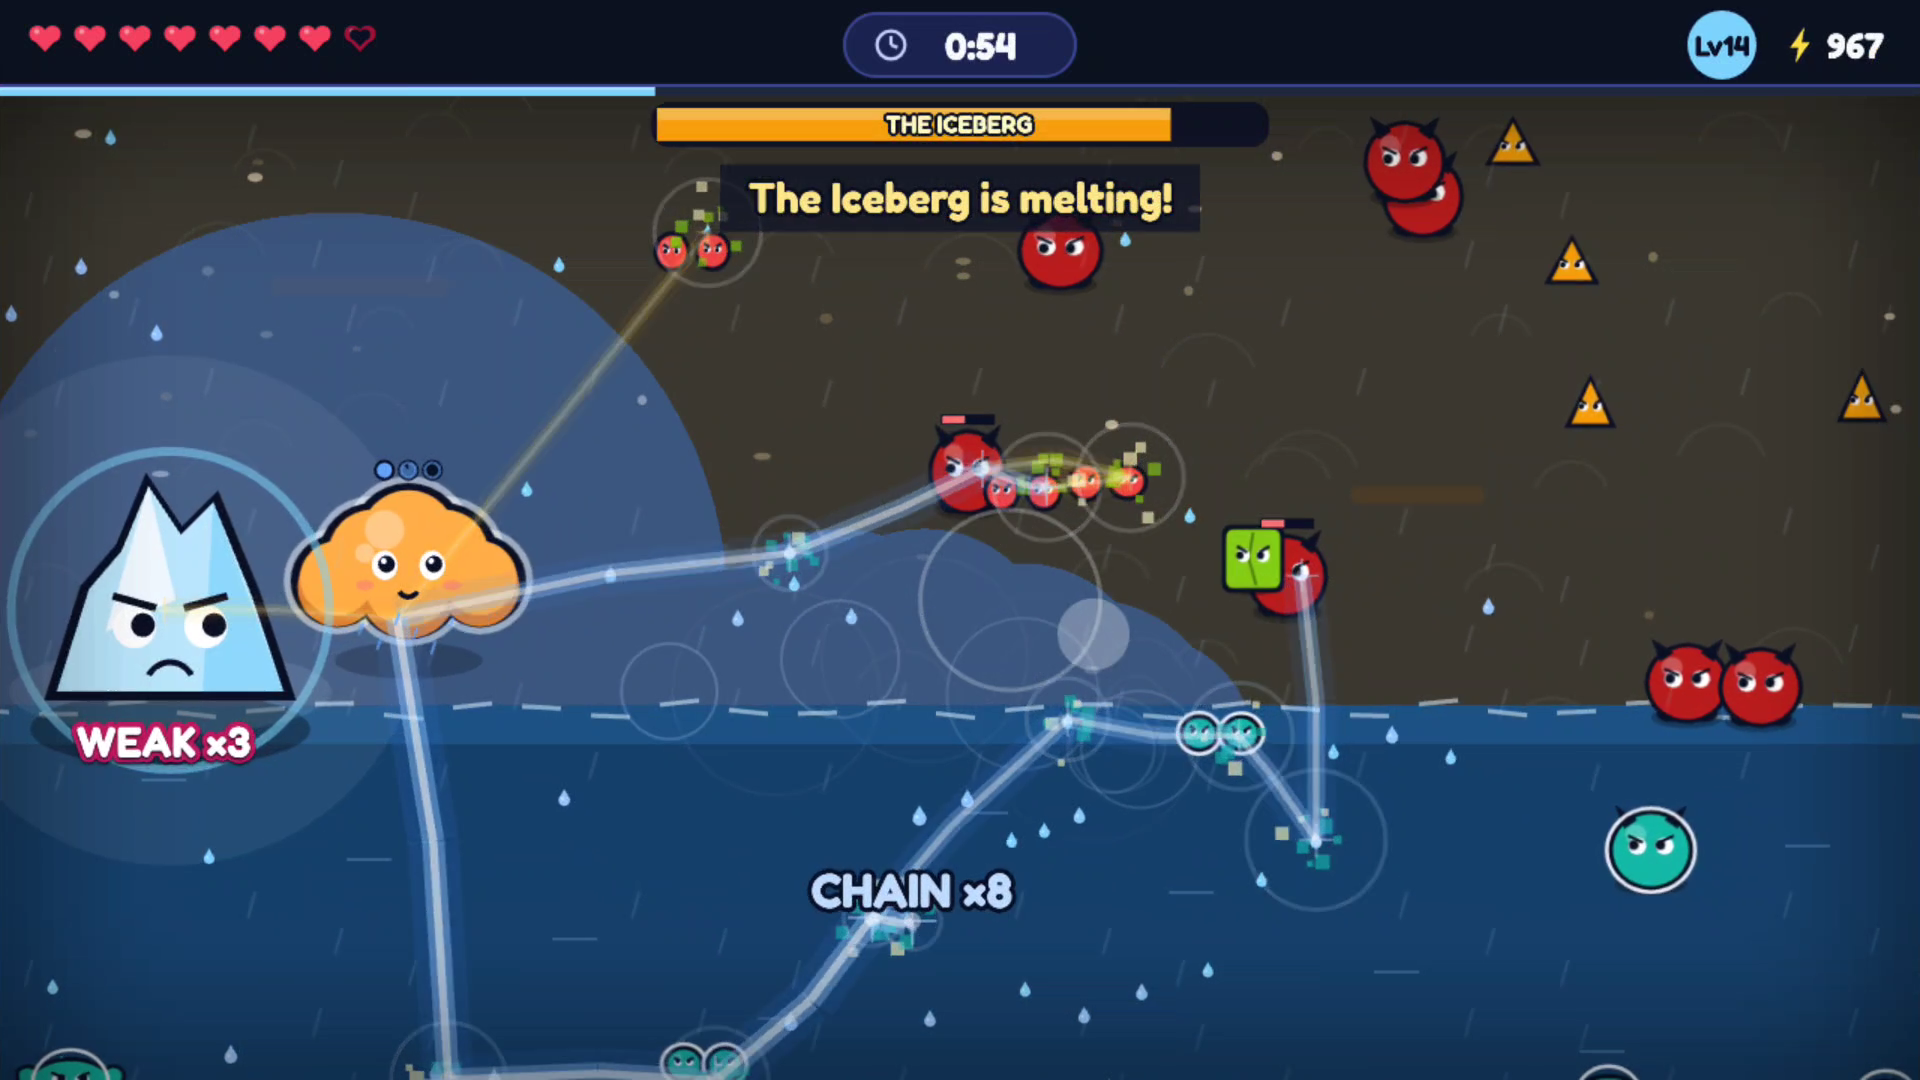 0:54
Lv14
967
THE ICEBERG
The Iceberg is melting!
WEAK x3
CHAIN x8